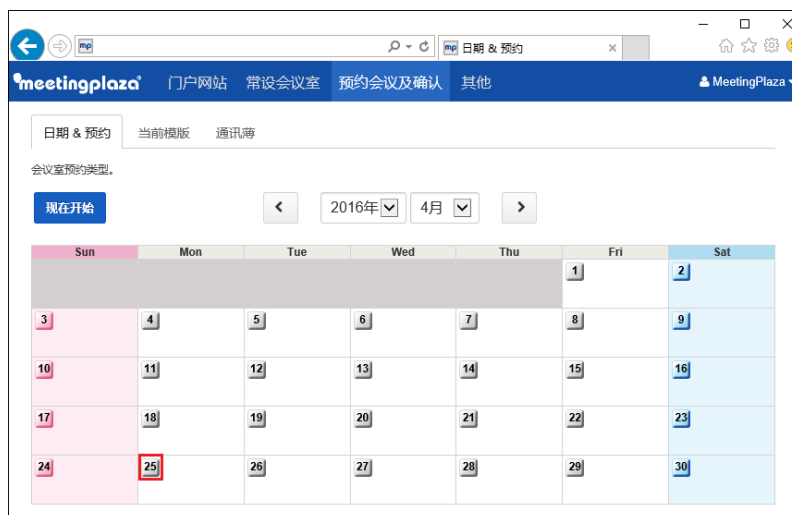 mp
mp 日期 & 预约
meetingplaza 门户网站 常设会议室 预约会议及确认 其他 MeetingPlaza
日期 & 预约 当前模版 通讯薄
会议室预约类型。
现在开始 2016年 4月
Sun Mon Tue Wed Thu Fri Sat
1 2
3 4 5 6 7 8 9
10 11 12 13 14 15 16
17 18 19 20 21 22 23
24 25 26 27 28 29 30